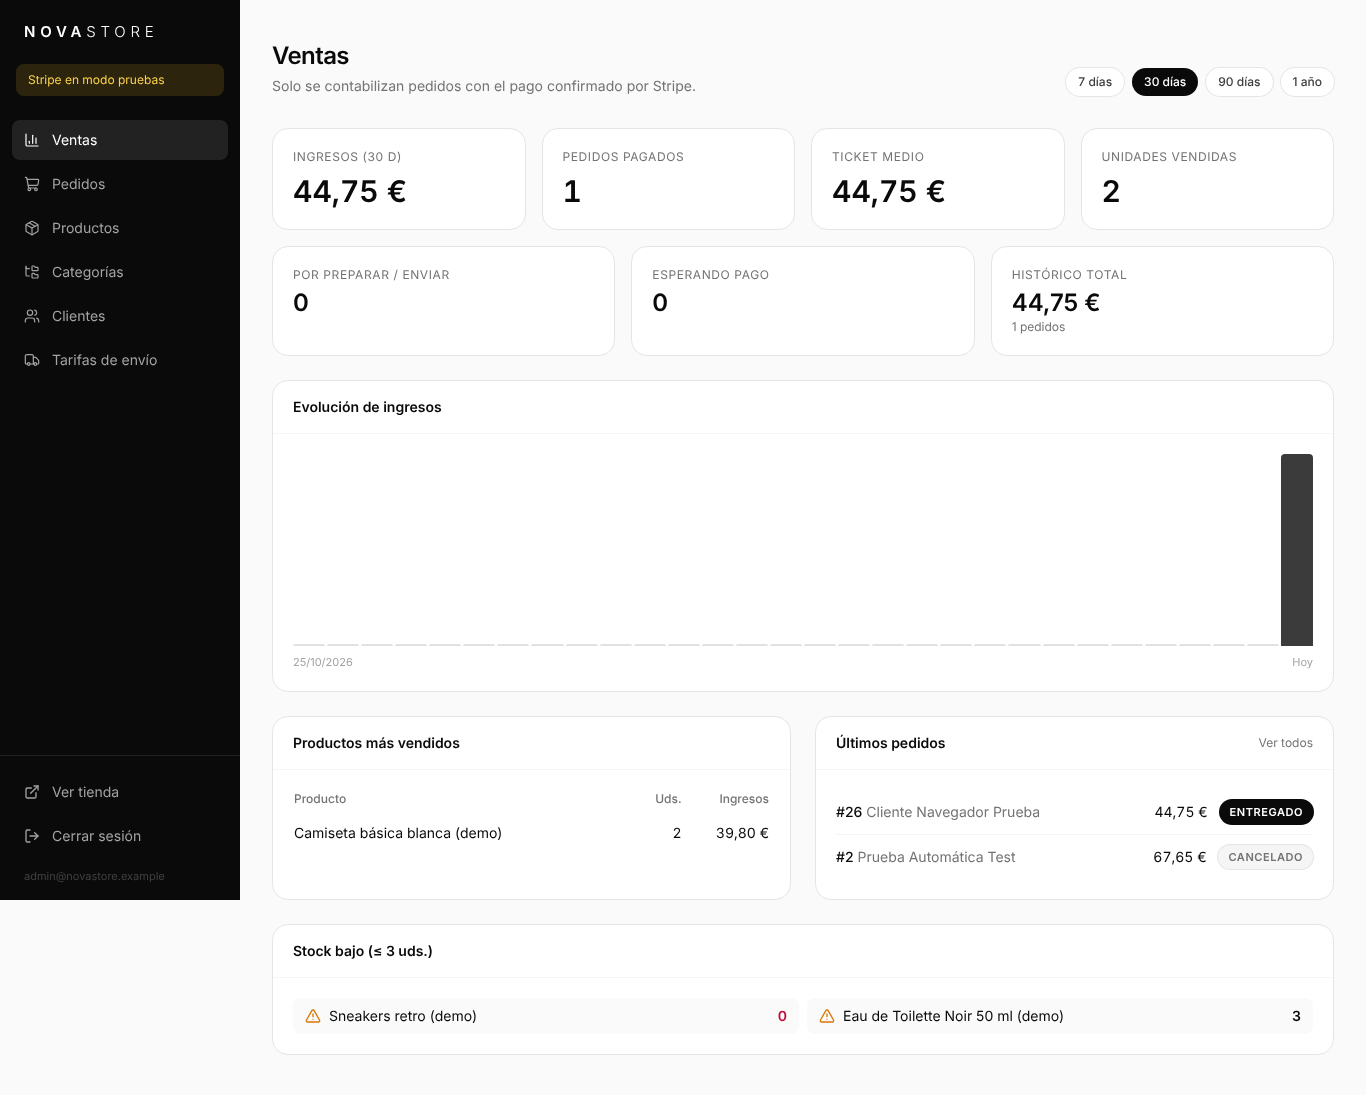 NOVASTORE
Stripe en modo pruebas
Ventas
Pedidos
Productos
Categorías
Clientes
Tarifas de envío
Ver tienda
Cerrar sesión
admin@novastore.example
Ventas
Solo se contabilizan pedidos con el pago confirmado por Stripe.
7 días 30 días 90 días 1 año
INGRESOS (30 D) PEDIDOS PAGADOS TICKET MEDIO UNIDADES VENDIDAS
44,75 € 1 44,75 € 2
POR PREPARAR / ENVIAR ESPERANDO PAGO HISTÓRICO TOTAL
0 0 44,75 €
1 pedidos
Evolución de ingresos
25/10/2026 Hoy
Productos más vendidos
Producto Uds. Ingresos
Camiseta básica blanca (demo) 2 39,80 €
Últimos pedidos Ver todos
#26 Cliente Navegador Prueba 44,75 € ENTREGADO
#2 Prueba Automática Test 67,65 € CANCELADO
Stock bajo (≤ 3 uds.)
Sneakers retro (demo) 0 Eau de Toilette Noir 50 ml (demo) 3